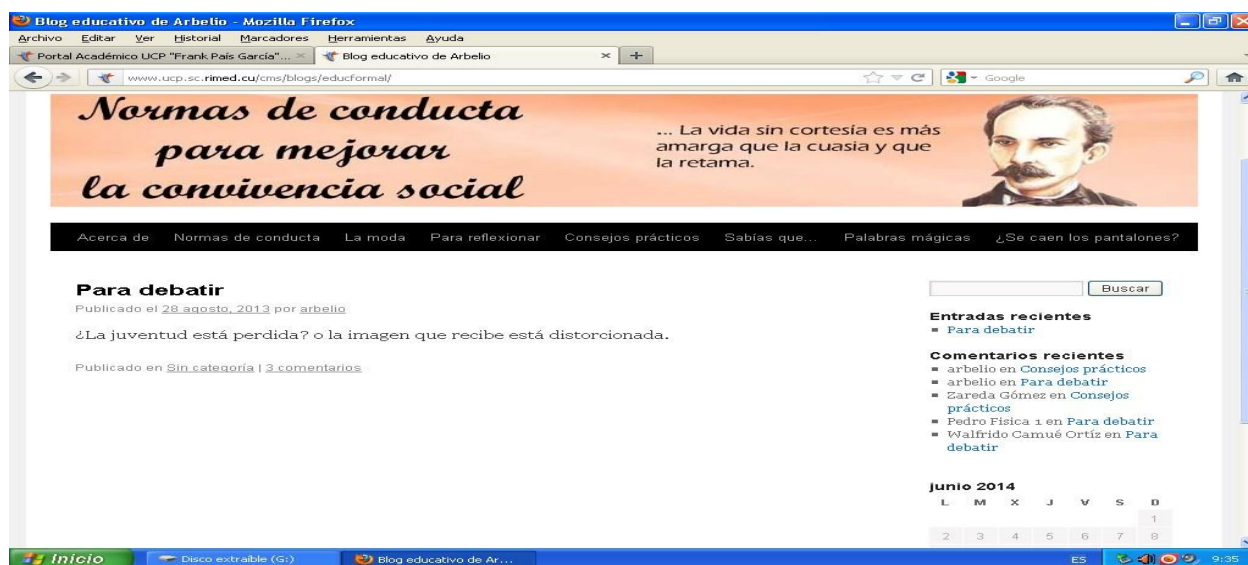 Blog educativo de Arbelio - Mozilla Firefox
Archivo Editar Ver Historial Marcadores Herramientas Ayuda
Portal Académico UCP "Frank País García"... Blog educativo de Arbelio
www.ucp.sc.rimed.cu/cms/blogs/educformal/ Google
Normas de conducta
para mejorar
la convivencia social
... La vida sin cortesía es más
amarga que la cuasia y que
la retama.
Acerca de Normas de conducta La moda Para reflexionar Consejos prácticos Sabías que... Palabras mágicas ¿Se caen los pantalones?
Para debatir
Publicado el 28 agosto, 2013 por arbelio
¿La juventud está perdida? o la imagen que recibe está distorcionada.
Publicado en Sin categoría | 3 comentarios
Buscar
Entradas recientes
Para debatir
Comentarios recientes
arbelio en Consejos prácticos
arbelio en Para debatir
Zareda Gómez en Consejos
prácticos
Pedro Fisica 1 en Para debatir
Walfrido Camué Ortíz en Para
debatir
junio 2014
L M X J V S D
1
2 3 4 5 6 7 8
Inicio Disco extraíble (G:) Blog educativo de Ar... ES 9:35